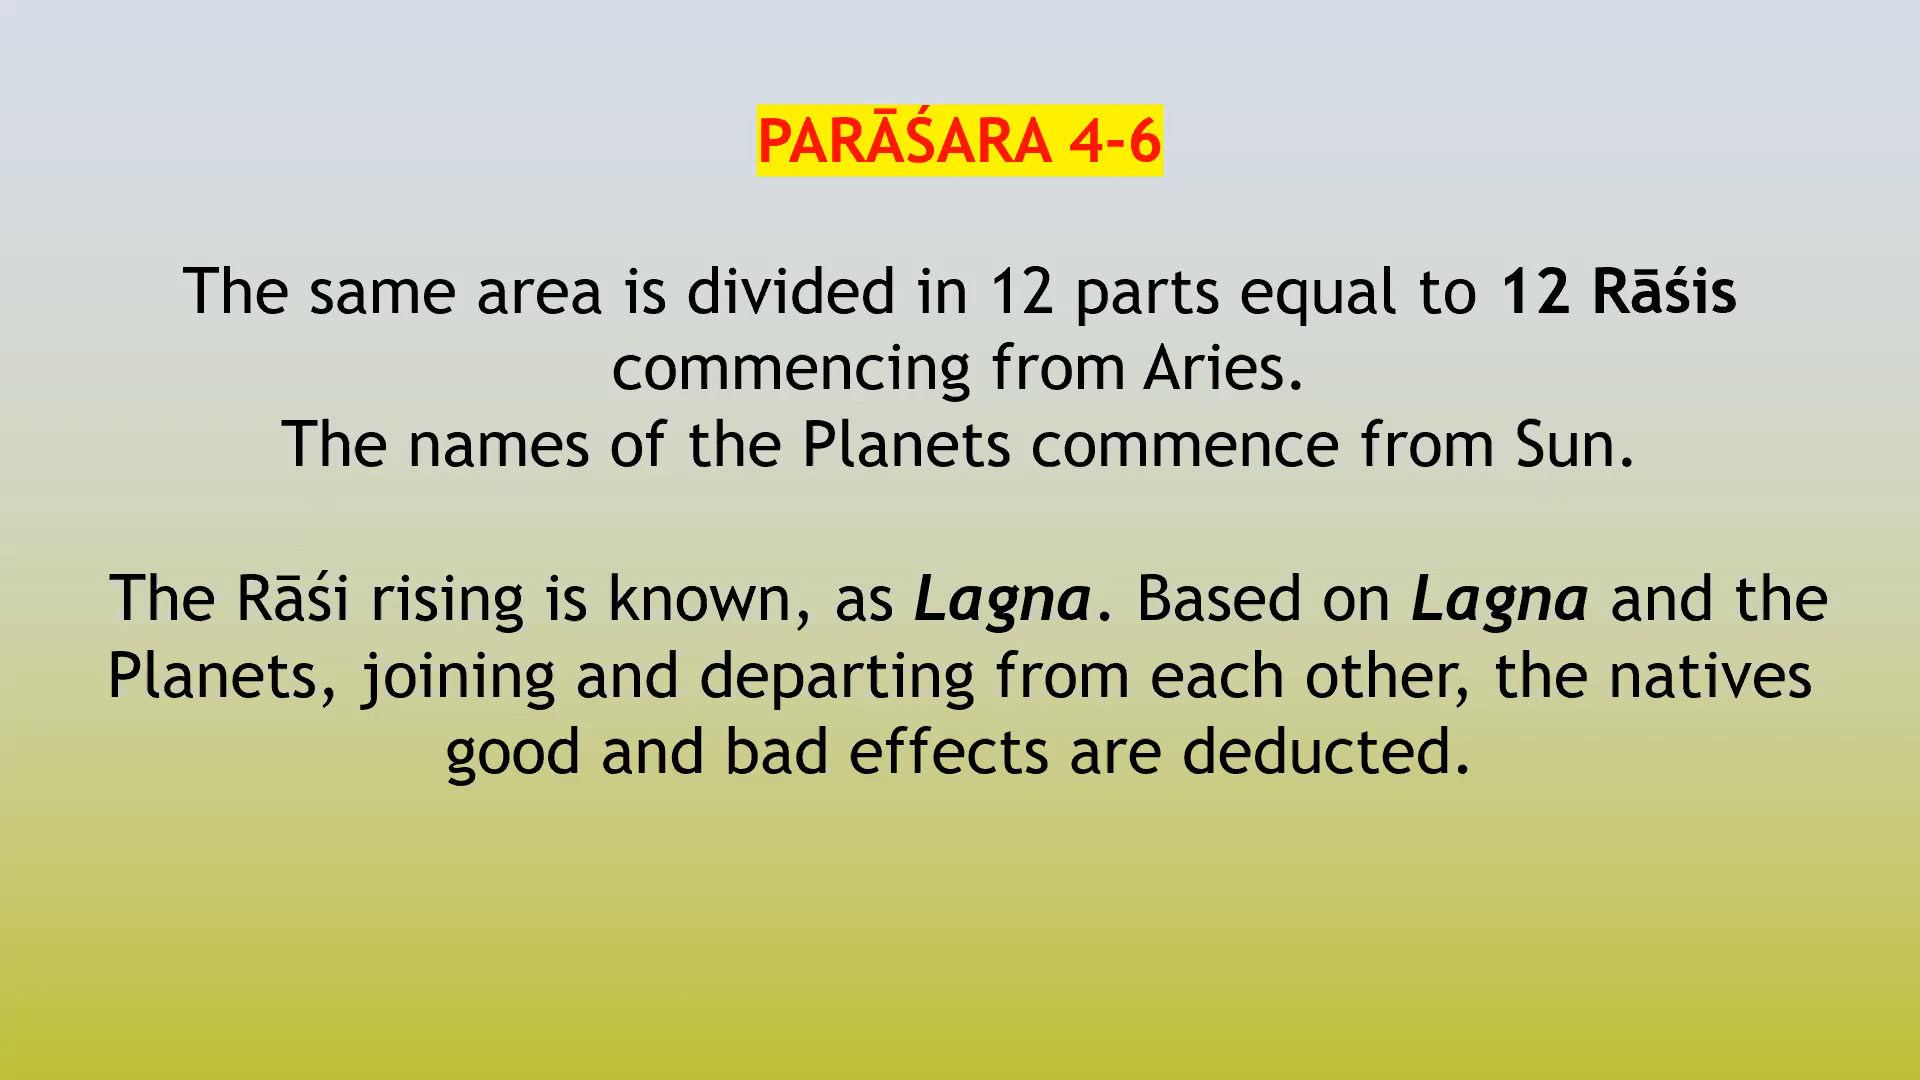 PARĀŚARA 4-6
The same area is divided in 12 parts equal to 12 Rāśis
commencing from Aries.
The names of the Planets commence from Sun.
The Rāśi rising is known, as Lagna. Based on Lagna and the
Planets, joining and departing from each other, the natives
good and bad effects are deducted.